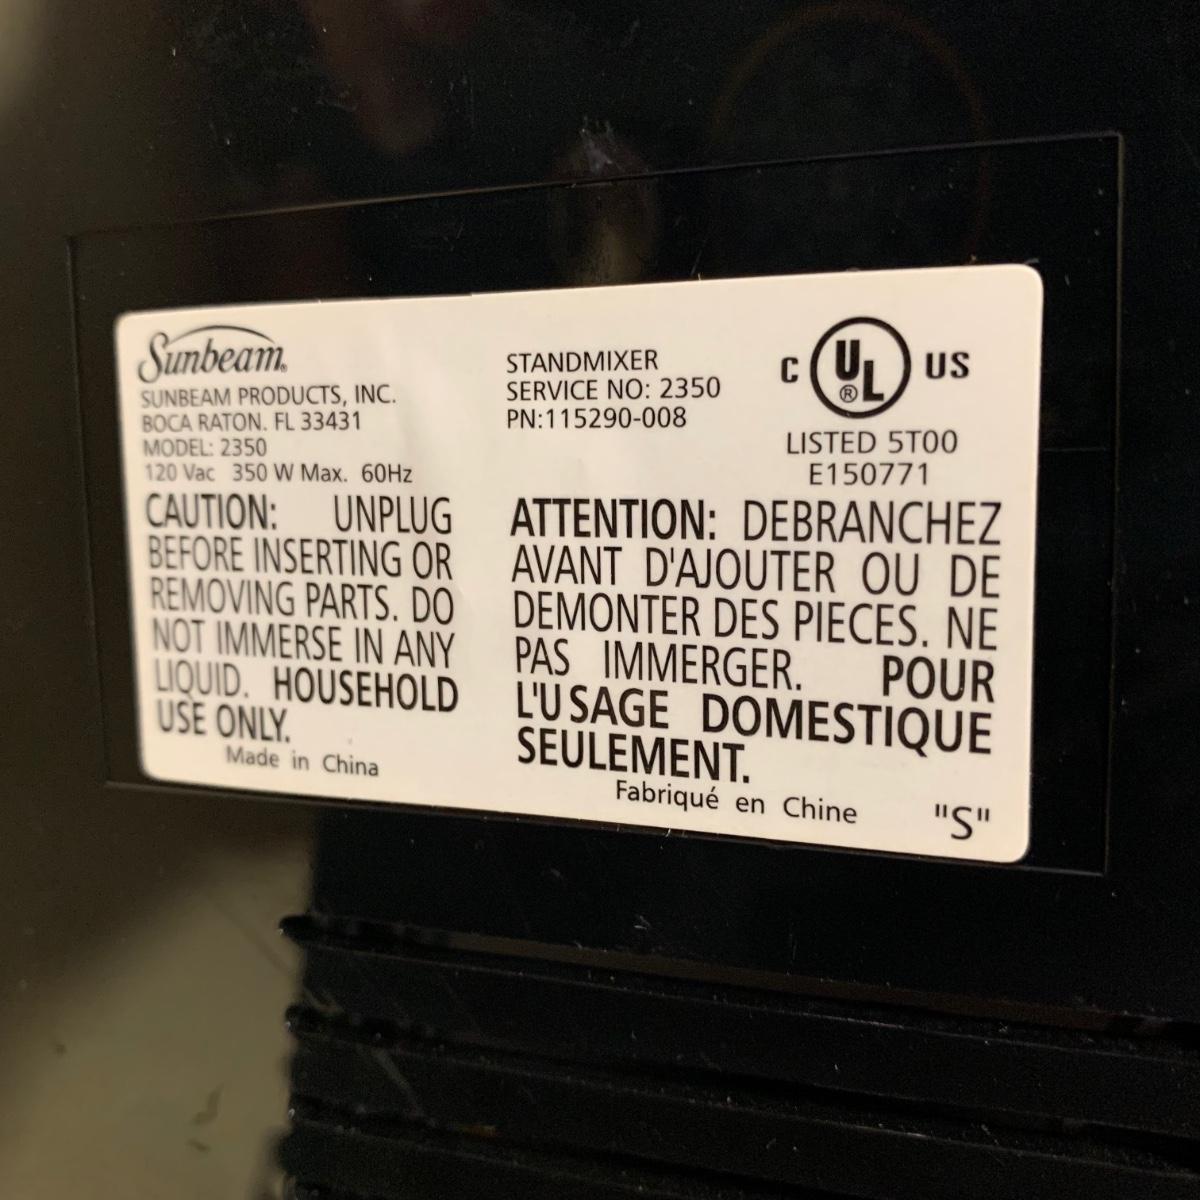 Sunbeam®
SUNBEAM PRODUCTS, INC.
BOCA RATON. FL 33431
MODEL: 2350
120 Vac 350 W Max. 60Hz
CAUTION: UNPLUG
BEFORE INSERTING OR
REMOVING PARTS. DO
NOT IMMERSE IN ANY
LIQUID. HOUSEHOLD
USE ONLY.
Made in China
STANDMIXER
SERVICE NO: 2350
PN:115290-008
C UL® US
LISTED 5T00
E150771
ATTENTION: DEBRANCHEZ
AVANT D'AJOUTER OU DE
DEMONTER DES PIECES. NE
PAS IMMERGER. POUR
L'USAGE DOMESTIQUE
SEULEMENT.
Fabriqué en Chine
"S"